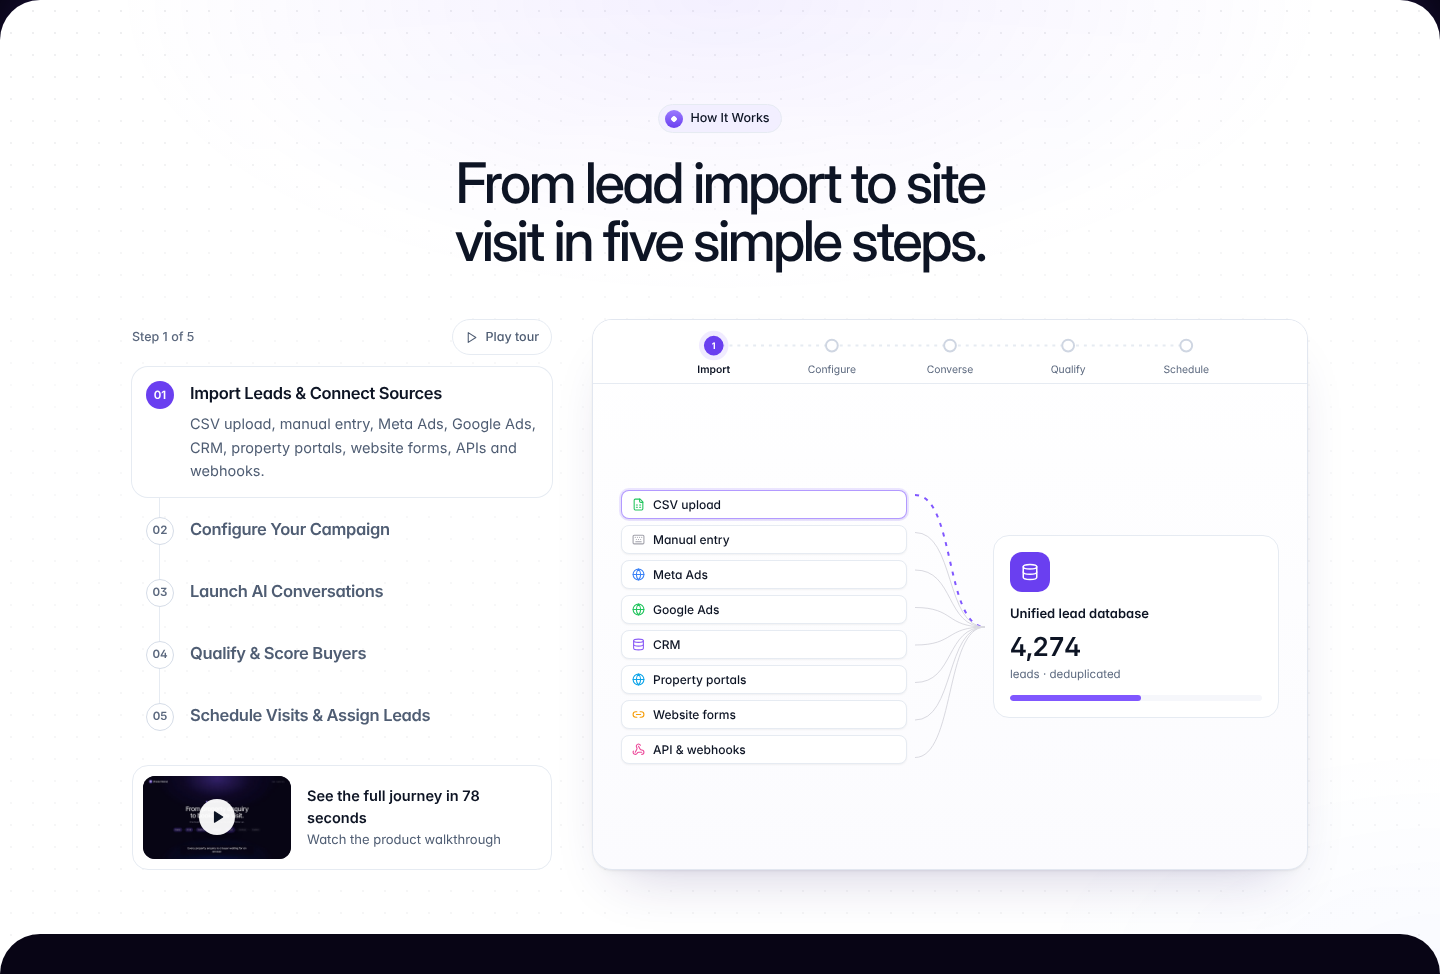 How It Works
From lead import to site
visit in five simple steps.
Step 1 of 5
Play tour
01
Import Leads & Connect Sources
CSV upload, manual entry, Meta Ads, Google Ads,
CRM, property portals, website forms, APIs and
webhooks.
02
Configure Your Campaign
03
Launch AI Conversations
04
Qualify & Score Buyers
05
Schedule Visits & Assign Leads
See the full journey in 78
seconds
Watch the product walkthrough
1
Import
Configure
Converse
Qualify
Schedule
CSV upload
Manual entry
Meta Ads
Google Ads
CRM
Property portals
Website forms
API & webhooks
Unified lead database
4,274
leads · deduplicated